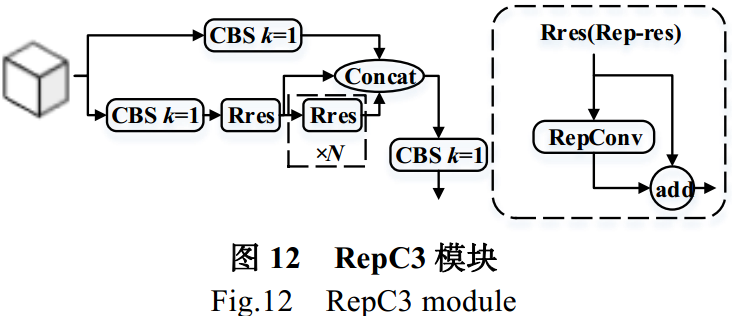 CBS k=1
Concat
CBS k=1
Rres
Rres
×N
CBS k=1
Rres(Rep-res)
RepConv
add
图 12 RepC3 模块
Fig.12 RepC3 module